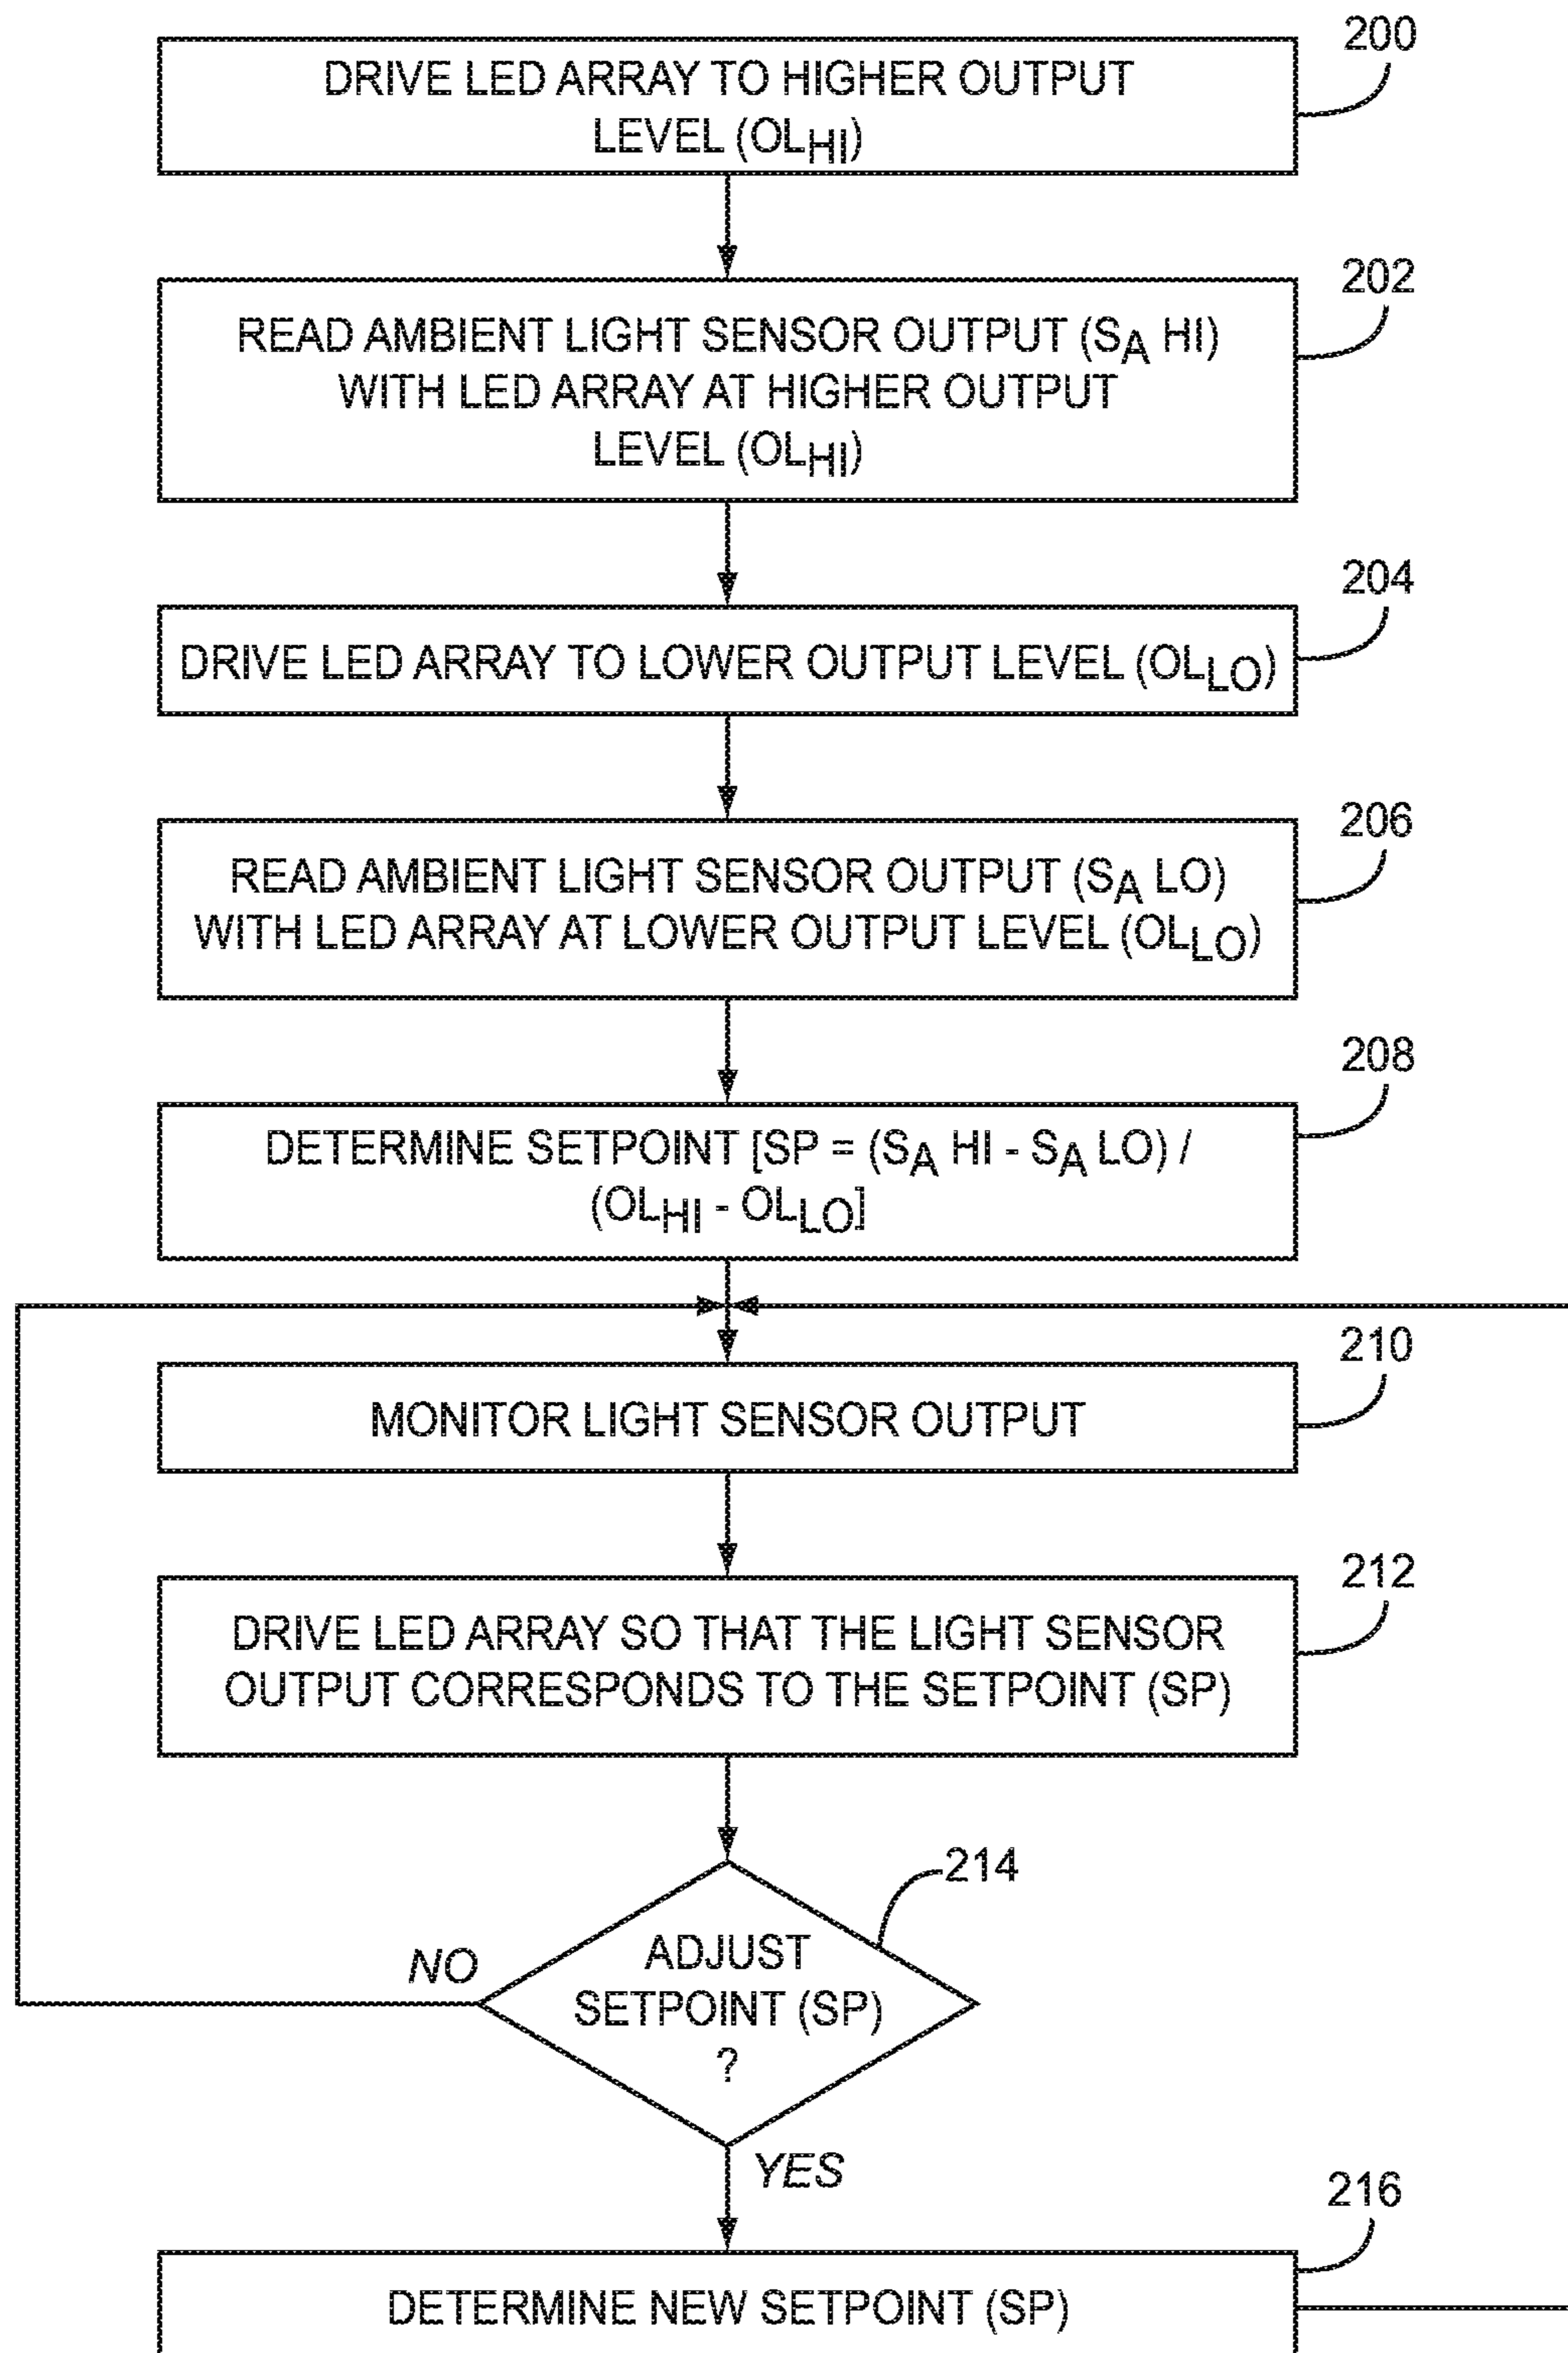 200
DRIVE LED ARRAY TO HIGHER OUTPUT
LEVEL (OLHI)
202
READ AMBIENT LIGHT SENSOR OUTPUT (SA HI)
WITH LED ARRAY AT HIGHER OUTPUT
LEVEL (OLHI)
204
DRIVE LED ARRAY TO LOWER OUTPUT LEVEL (OLLO)
206
READ AMBIENT LIGHT SENSOR OUTPUT (SA LO)
WITH LED ARRAY AT LOWER OUTPUT LEVEL (OLLO)
208
DETERMINE SETPOINT [SP = (SA HI - SA LO) /
(OLHI - OLLO]
210
MONITOR LIGHT SENSOR OUTPUT
212
DRIVE LED ARRAY SO THAT THE LIGHT SENSOR
OUTPUT CORRESPONDS TO THE SETPOINT (SP)
214
NO
ADJUST
SETPOINT (SP)
?
YES
216
DETERMINE NEW SETPOINT (SP)